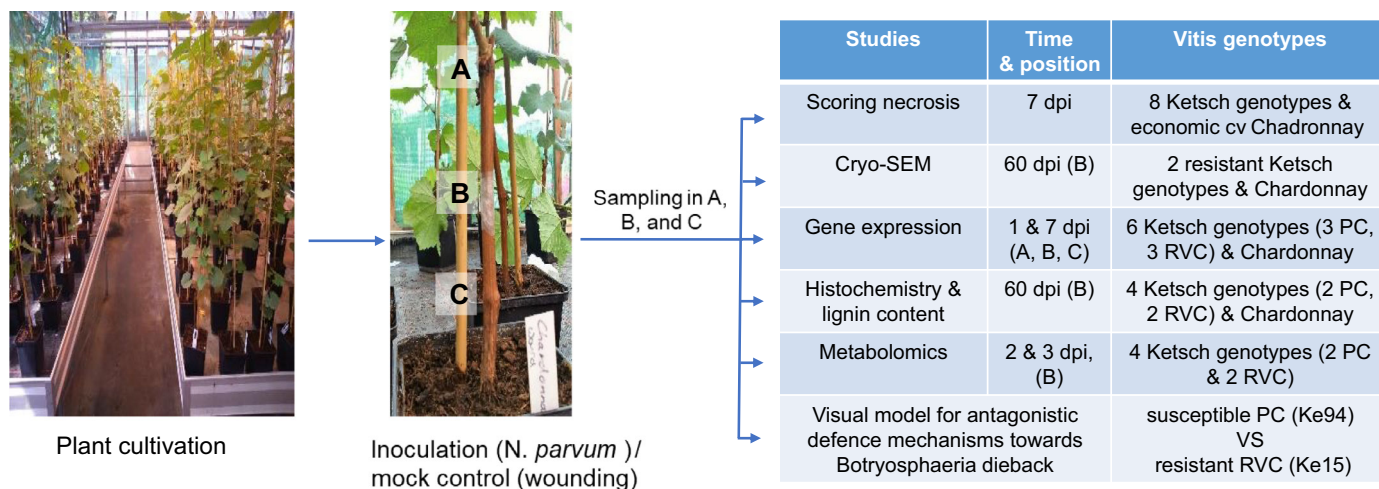 Plant cultivation
A
B
C
Chardonnay
Inoculation (N. parvum )/
mock control (wounding)
Sampling in A,
B, and C
Studies
Time
& position
Vitis genotypes
Scoring necrosis
7 dpi
8 Ketsch genotypes &
economic cv Chadronnay
Cryo-SEM
60 dpi (B)
2 resistant Ketsch
genotypes & Chardonnay
Gene expression
1 & 7 dpi
(A, B, C)
6 Ketsch genotypes (3 PC,
3 RVC) & Chardonnay
Histochemistry &
lignin content
60 dpi (B)
4 Ketsch genotypes (2 PC,
2 RVC) & Chardonnay
Metabolomics
2 & 3 dpi,
(B)
4 Ketsch genotypes (2 PC
& 2 RVC)
Visual model for antagonistic
defence mechanisms towards
Botryosphaeria dieback
susceptible PC (Ke94)
VS
resistant RVC (Ke15)